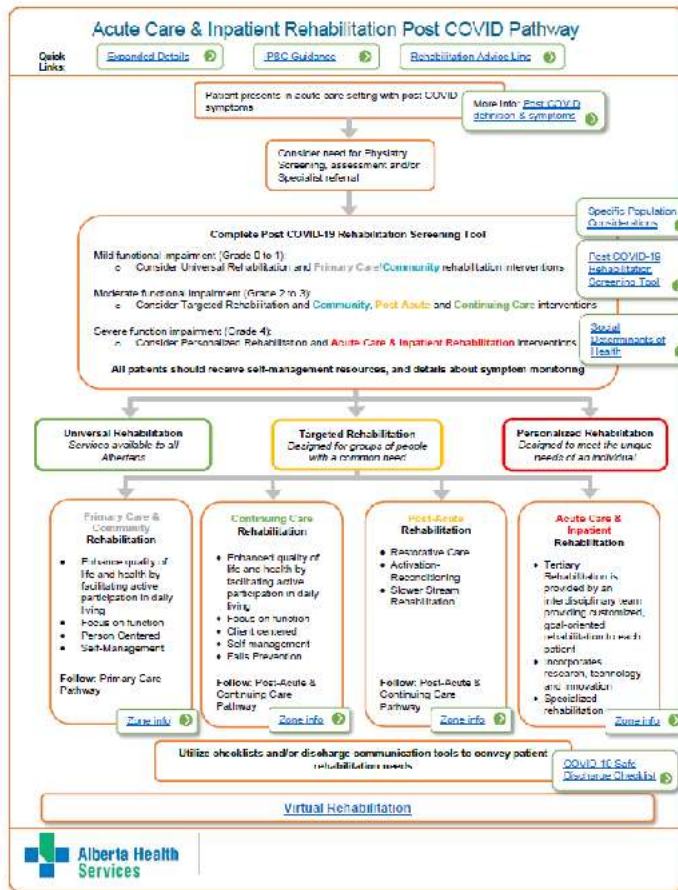 Acute Care & Inpatient Rehabilitation Post COVID Pathway
Quick
Links:
Expanded Details
PBC Guidance
Rehabilitation Advice Line
Patient presents in acute care setting with post COVID
symptoms
More Info: Post COVID
definition & symptoms
Consider need for Physiatry
Screening, assessment and/or
Specialist referral
Specific Population
Considerations
Complete Post COVID-19 Rehabilitation Screening Tool
Mild functional impairment (Grade 0 to 1):
o Consider Universal Rehabilitation and Primary Care/Community rehabilitation interventions
Post COVID-19
Rehabilitation
Screening Tool
Moderate functional impairment (Grade 2 to 3):
o Consider Targeted Rehabilitation and Community, Post Acute and Continuing Care interventions
Severe function impairment (Grade 4):
o Consider Personalized Rehabilitation and Acute Care & Inpatient Rehabilitation interventions
Social
Determinants of
Health
All patients should receive self-management resources, and details about symptom monitoring
Universal Rehabilitation
Services available to all
Albertans
Targeted Rehabilitation
Designed for groups of people
with a common need
Personalized Rehabilitation
Designed to meet the unique
needs of an individual
Primary Care &
Community
Rehabilitation
• Enhance quality of
life and health by
facilitating active
participation in daily
living
• Focus on function
• Person Centered
• Self-Management
Follow: Primary Care
Pathway
Zone info
Continuing Care
Rehabilitation
• Enhanced quality of
life and health by
facilitating active
participation in daily
living
• Focus on function
• Client centered
• Self management
• Falls Prevention
Follow: Post-Acute &
Continuing Care
Pathway
Zone info
Post-Acute
Rehabilitation
• Restorative Care
• Activation-
Reconditioning
• Slower Stream
Rehabilitation
Follow: Post-Acute &
Continuing Care
Pathway
Zone info
Acute Care &
Inpatient
Rehabilitation
• Tertiary
Rehabilitation is
provided by an
interdisciplinary team
providing customized,
goal-oriented
rehabilitation to each
patient
• Incorporates
research, technology
and innovation
• Specialized
rehabilitation
Zone info
Utilize checklists and/or discharge communication tools to convey patient
rehabilitation needs
COVID-19 Safe
Discharge Checklist
Virtual Rehabilitation
Alberta Health
Services